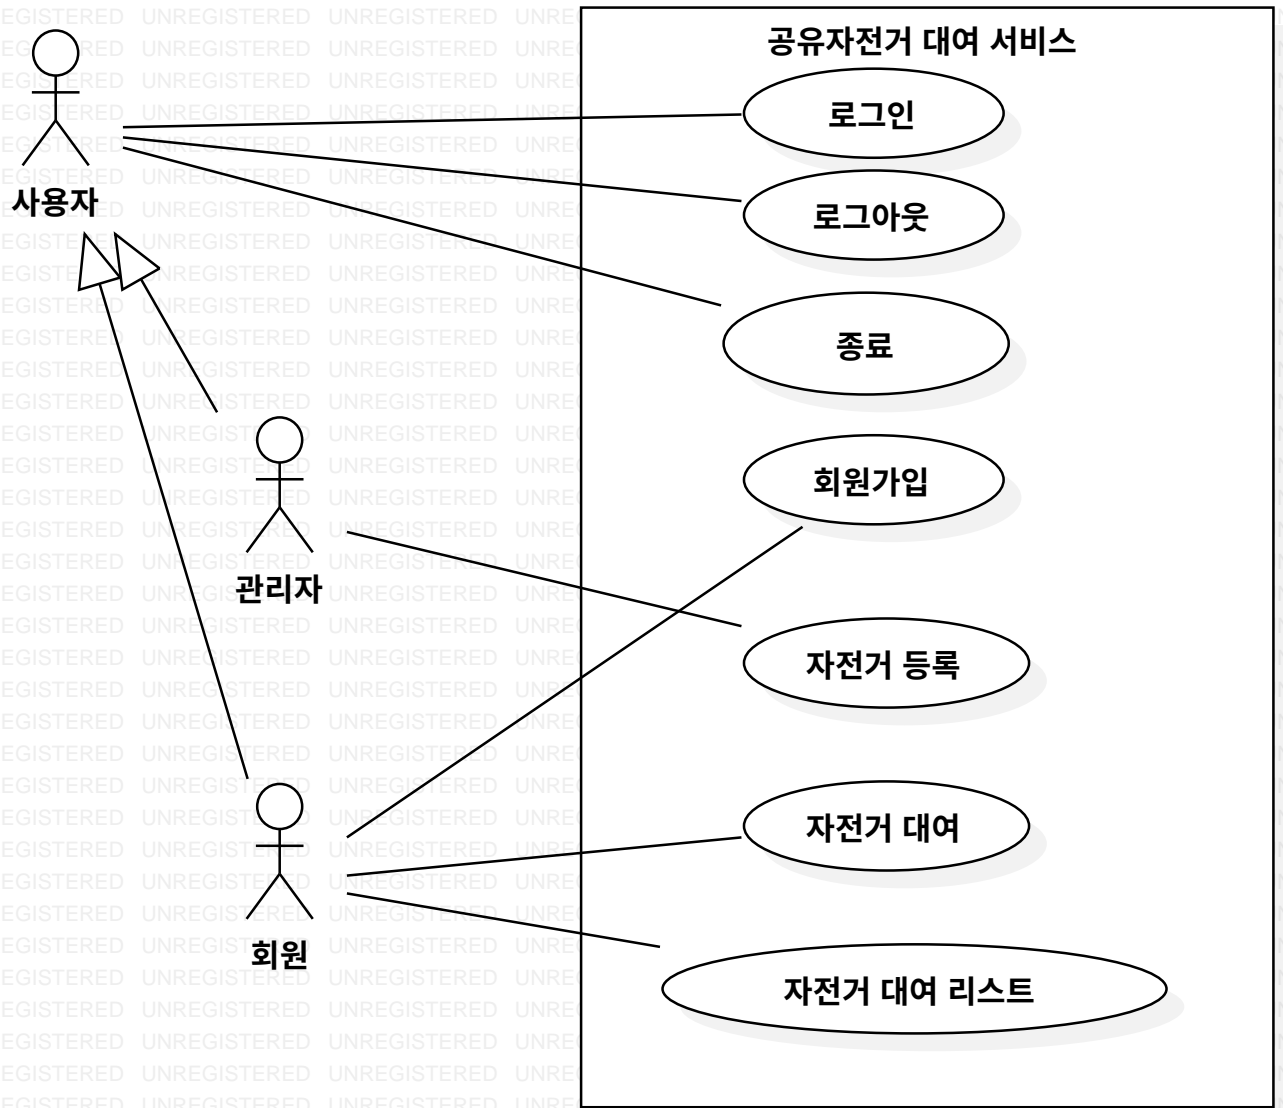 공유자전거 대여 서비스
로그인
로그아웃
사용자
종료
회원가입
관리자
자전거 등록
자전거 대여
회원
자전거 대여 리스트